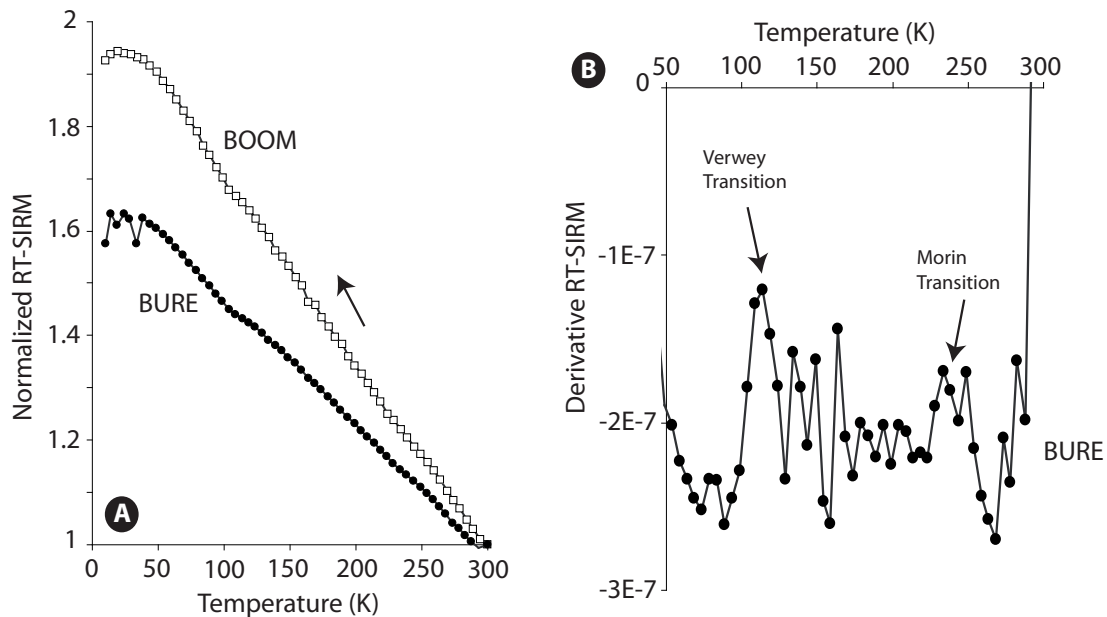 2
1.8
1.6
1.4
1.2
1
Normalized RT-SIRM
BOOM
BURE
A
0 50 100 150 200 250 300
Temperature (K)
Temperature (K)
B
50 100 150 200 250 300
0
-1E-7
-2E-7
-3E-7
Derivative RT-SIRM
Verwey
Transition
Morin
Transition
BURE